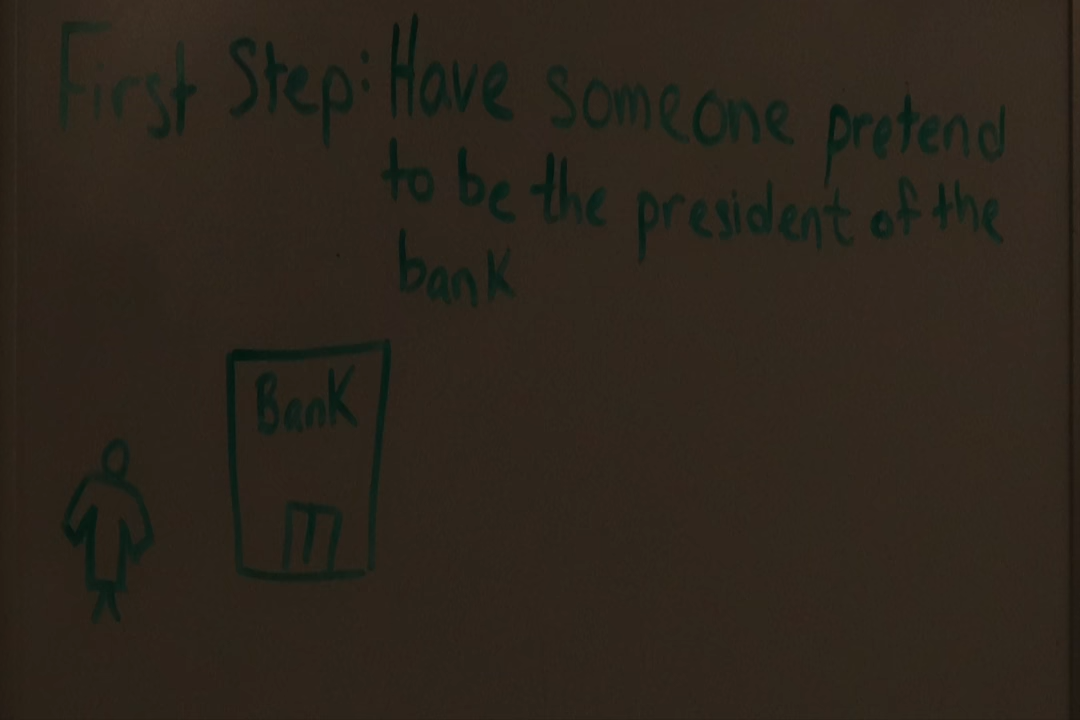 First Step: Have someone pretend
to be the president of the
bank
Bank